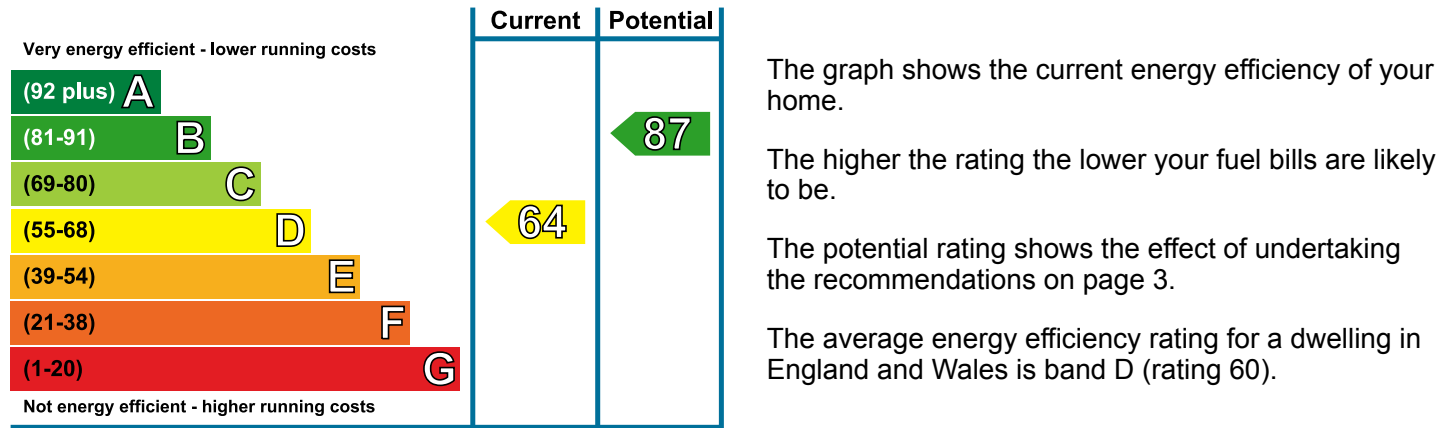 Current Potential
Very energy efficient - lower running costs
(92 plus) A
(81-91) B
87
(69-80) C
(55-68) D
64
(39-54) E
(21-38) F
(1-20) G
Not energy efficient - higher running costs
The graph shows the current energy efficiency of your
home.
The higher the rating the lower your fuel bills are likely
to be.
The potential rating shows the effect of undertaking
the recommendations on page 3.
The average energy efficiency rating for a dwelling in
England and Wales is band D (rating 60).